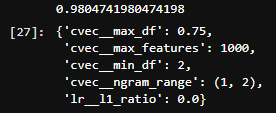 0.9804741980474198
[27]: {'cvec__max_df': 0.75,
'cvec__max_features': 1000,
'cvec__min_df': 2,
'cvec__ngram_range': (1, 2),
'lr__l1_ratio': 0.0}